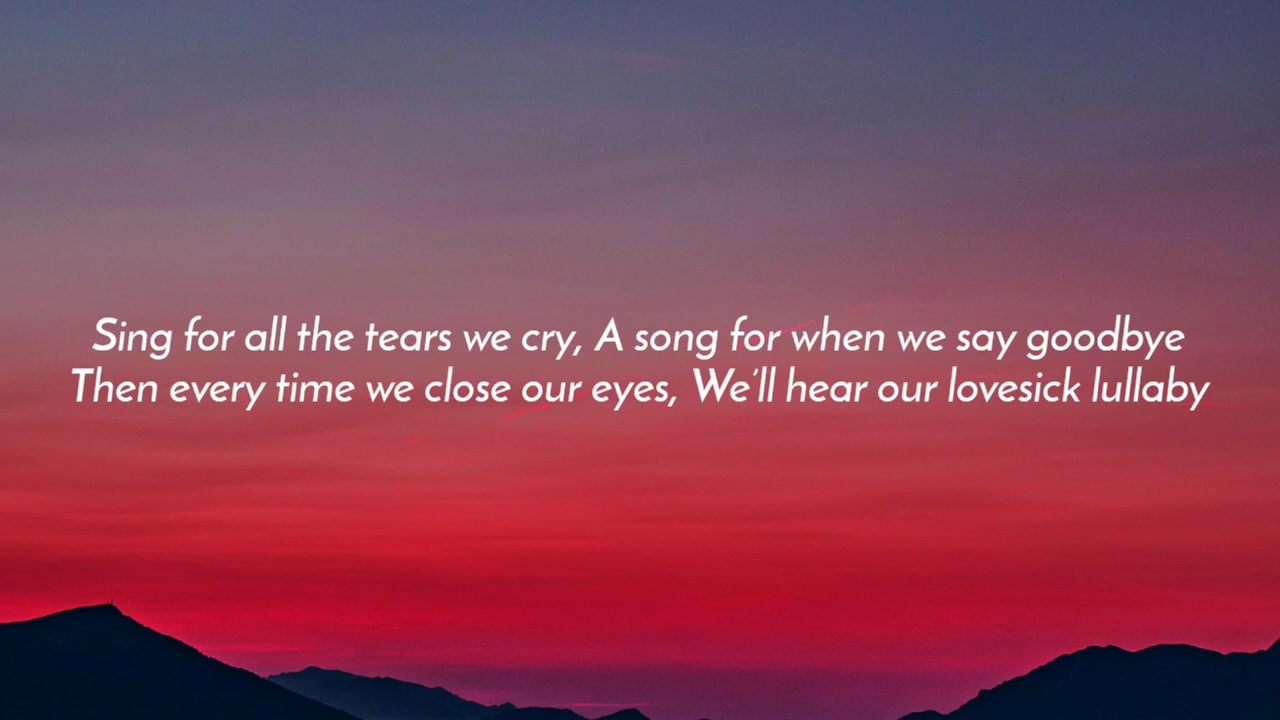 Sing for all the tears we cry, A song for when we say goodbye
Then every time we close our eyes, We'll hear our lovesick lullaby